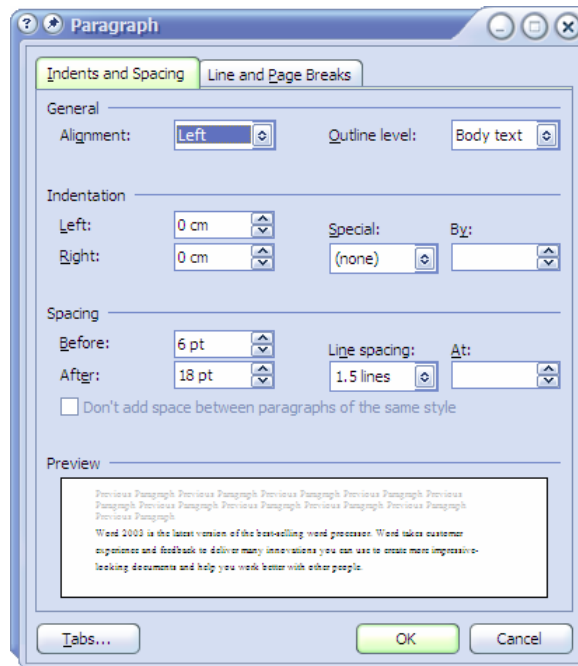 Paragraph
Indents and Spacing Line and Page Breaks
General
Alignment: Left Outline level: Body text
Indentation
Left: 0 cm Special: By:
Right: 0 cm (none)
Spacing
Before: 6 pt Line spacing: At:
After: 18 pt 1.5 lines
Don't add space between paragraphs of the same style
Preview
Previous Paragraph Previous Paragraph Previous Paragraph Previous Paragraph Previous
Paragraph Previous Paragraph Previous Paragraph Previous Paragraph Previous Paragraph
Previous Paragraph
Word 2003 is the latest version of the best-selling word processor. Word takes customer
experience and feedback to deliver many innovations you can use to create more impressive-
looking documents and help you work better with other people.
Tabs... OK Cancel